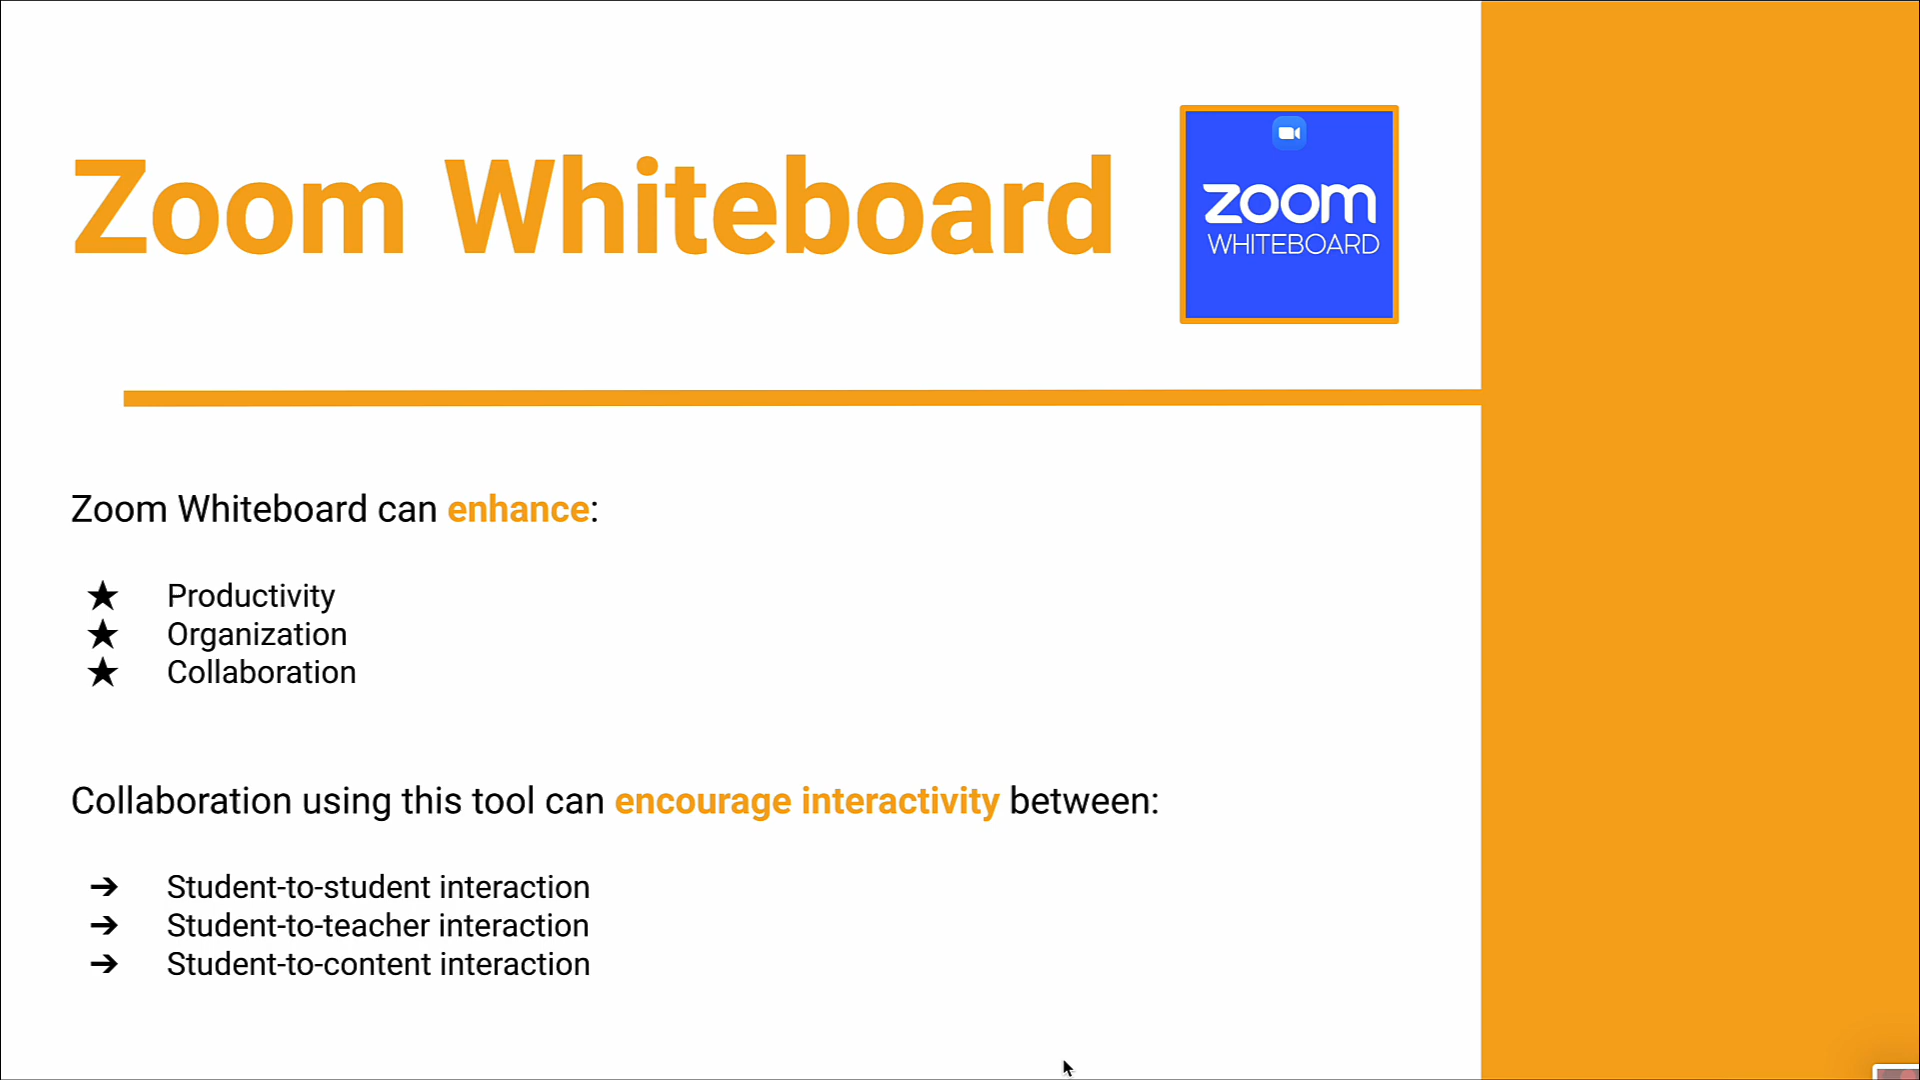 Zoom Whiteboard
zoom
WHITEBOARD
Zoom Whiteboard can enhance:
★ Productivity
★ Organization
★ Collaboration
Collaboration using this tool can encourage interactivity between:
➔ Student-to-student interaction
➔ Student-to-teacher interaction
➔ Student-to-content interaction